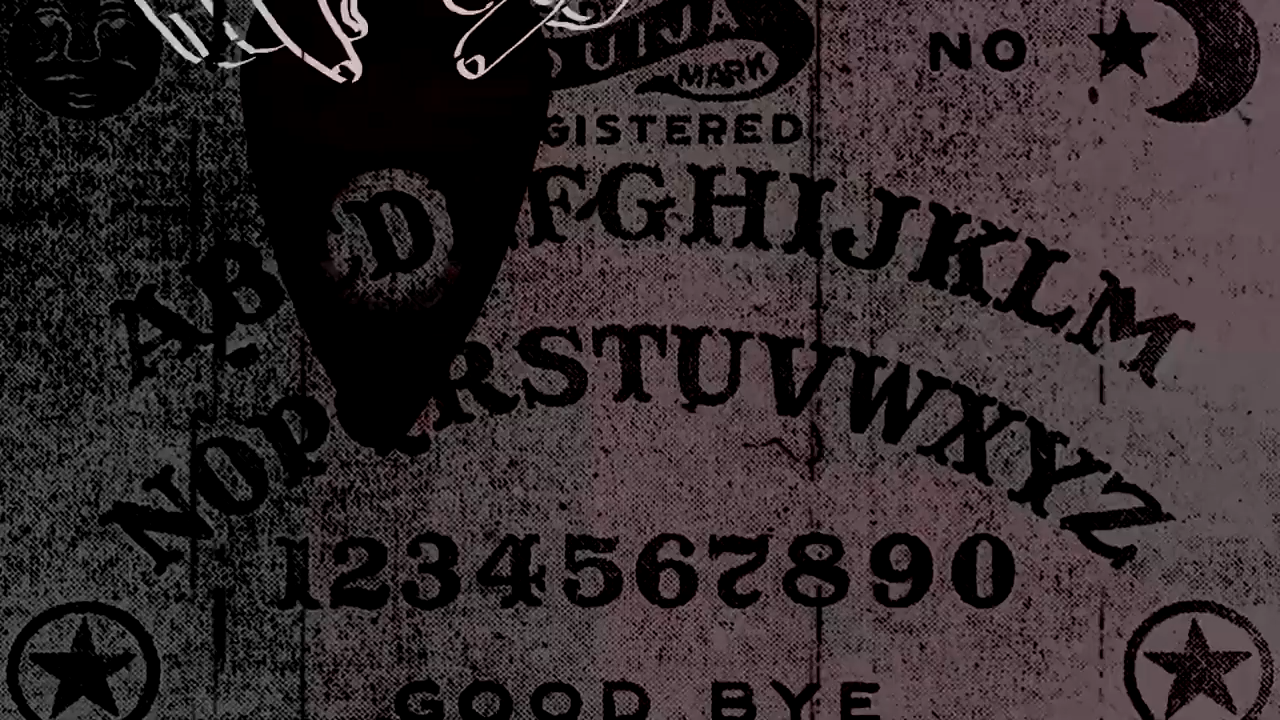 OUIJA
NO
MARK
GISTERED
AB D FGHIJKLM
NOP RSTUVWXYZ
1234567890
GOOD BYE